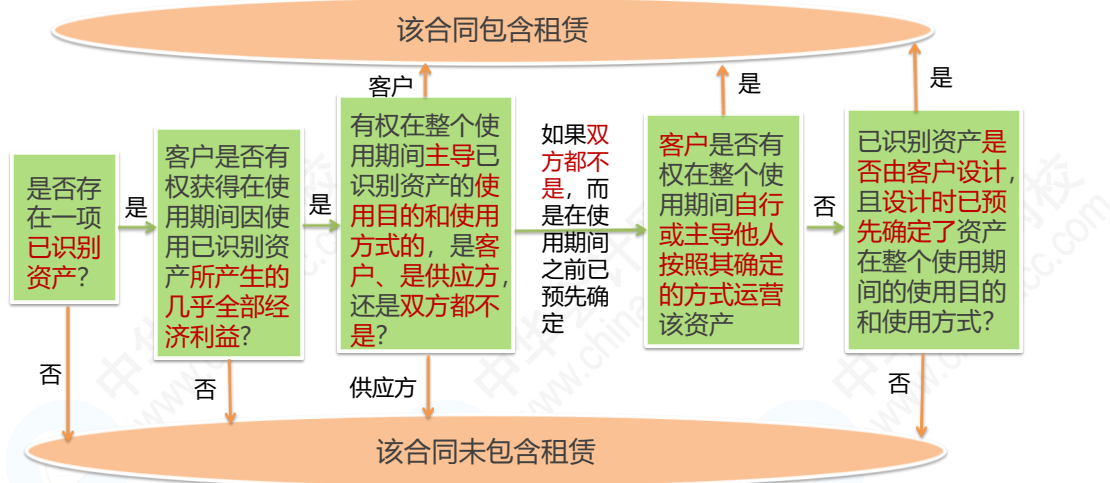 该合同包含租赁
是否存
在一项
已识别
资产?
是
否
客户是否有
权获得在使
用期间因使
用已识别资
产所产生的
几乎全部经
济利益?
是
否
客户
有权在整个使
用期间主导已
识别资产的使
用目的和使用
方式的，是客
户、是供应方，
还是双方都不
是?
供应方
如果双
方都不
是，而
是在使
用期间
之前已
预先确
定
是
客户是否有
权在整个使
用期间自行
或主导他人
按照其确定
的方式运营
该资产
否
是
已识别资产是
否由客户设计，
且设计时已预
先确定了资产
在整个使用期
间的使用目的
和使用方式?
否
该合同未包含租赁